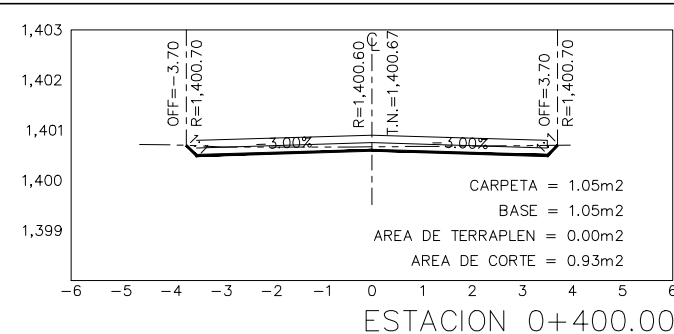 1,403
1,402
1,401
1,400
1,399
OFF=-3.70
R=1,400.70
R=1,400.60
℄
T.N.=1,400.67
OFF=3.70
R=1,400.70
-3.00%
-3.00%
CARPETA = 1.05m2
BASE = 1.05m2
AREA DE TERRAPLEN = 0.00m2
AREA DE CORTE = 0.93m2
-6 -5 -4 -3 -2 -1 0 1 2 3 4 5 6
ESTACION 0+400.00